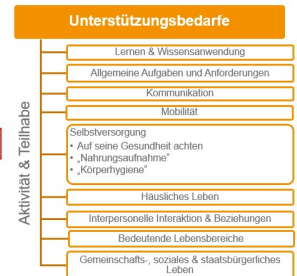 Unterstützungsbedarfe
Aktivität & Teilhabe
Lernen & Wissensanwendung
Allgemeine Aufgaben und Anforderungen
Kommunikation
Mobilität
Selbstversorgung
• Auf seine Gesundheit achten
• „Nahrungsaufnahme“
• „Körperhygiene“
Häusliches Leben
Interpersonelle Interaktion & Beziehungen
Bedeutende Lebensbereiche
Gemeinschafts-, soziales & staatsbürgerliches
Leben